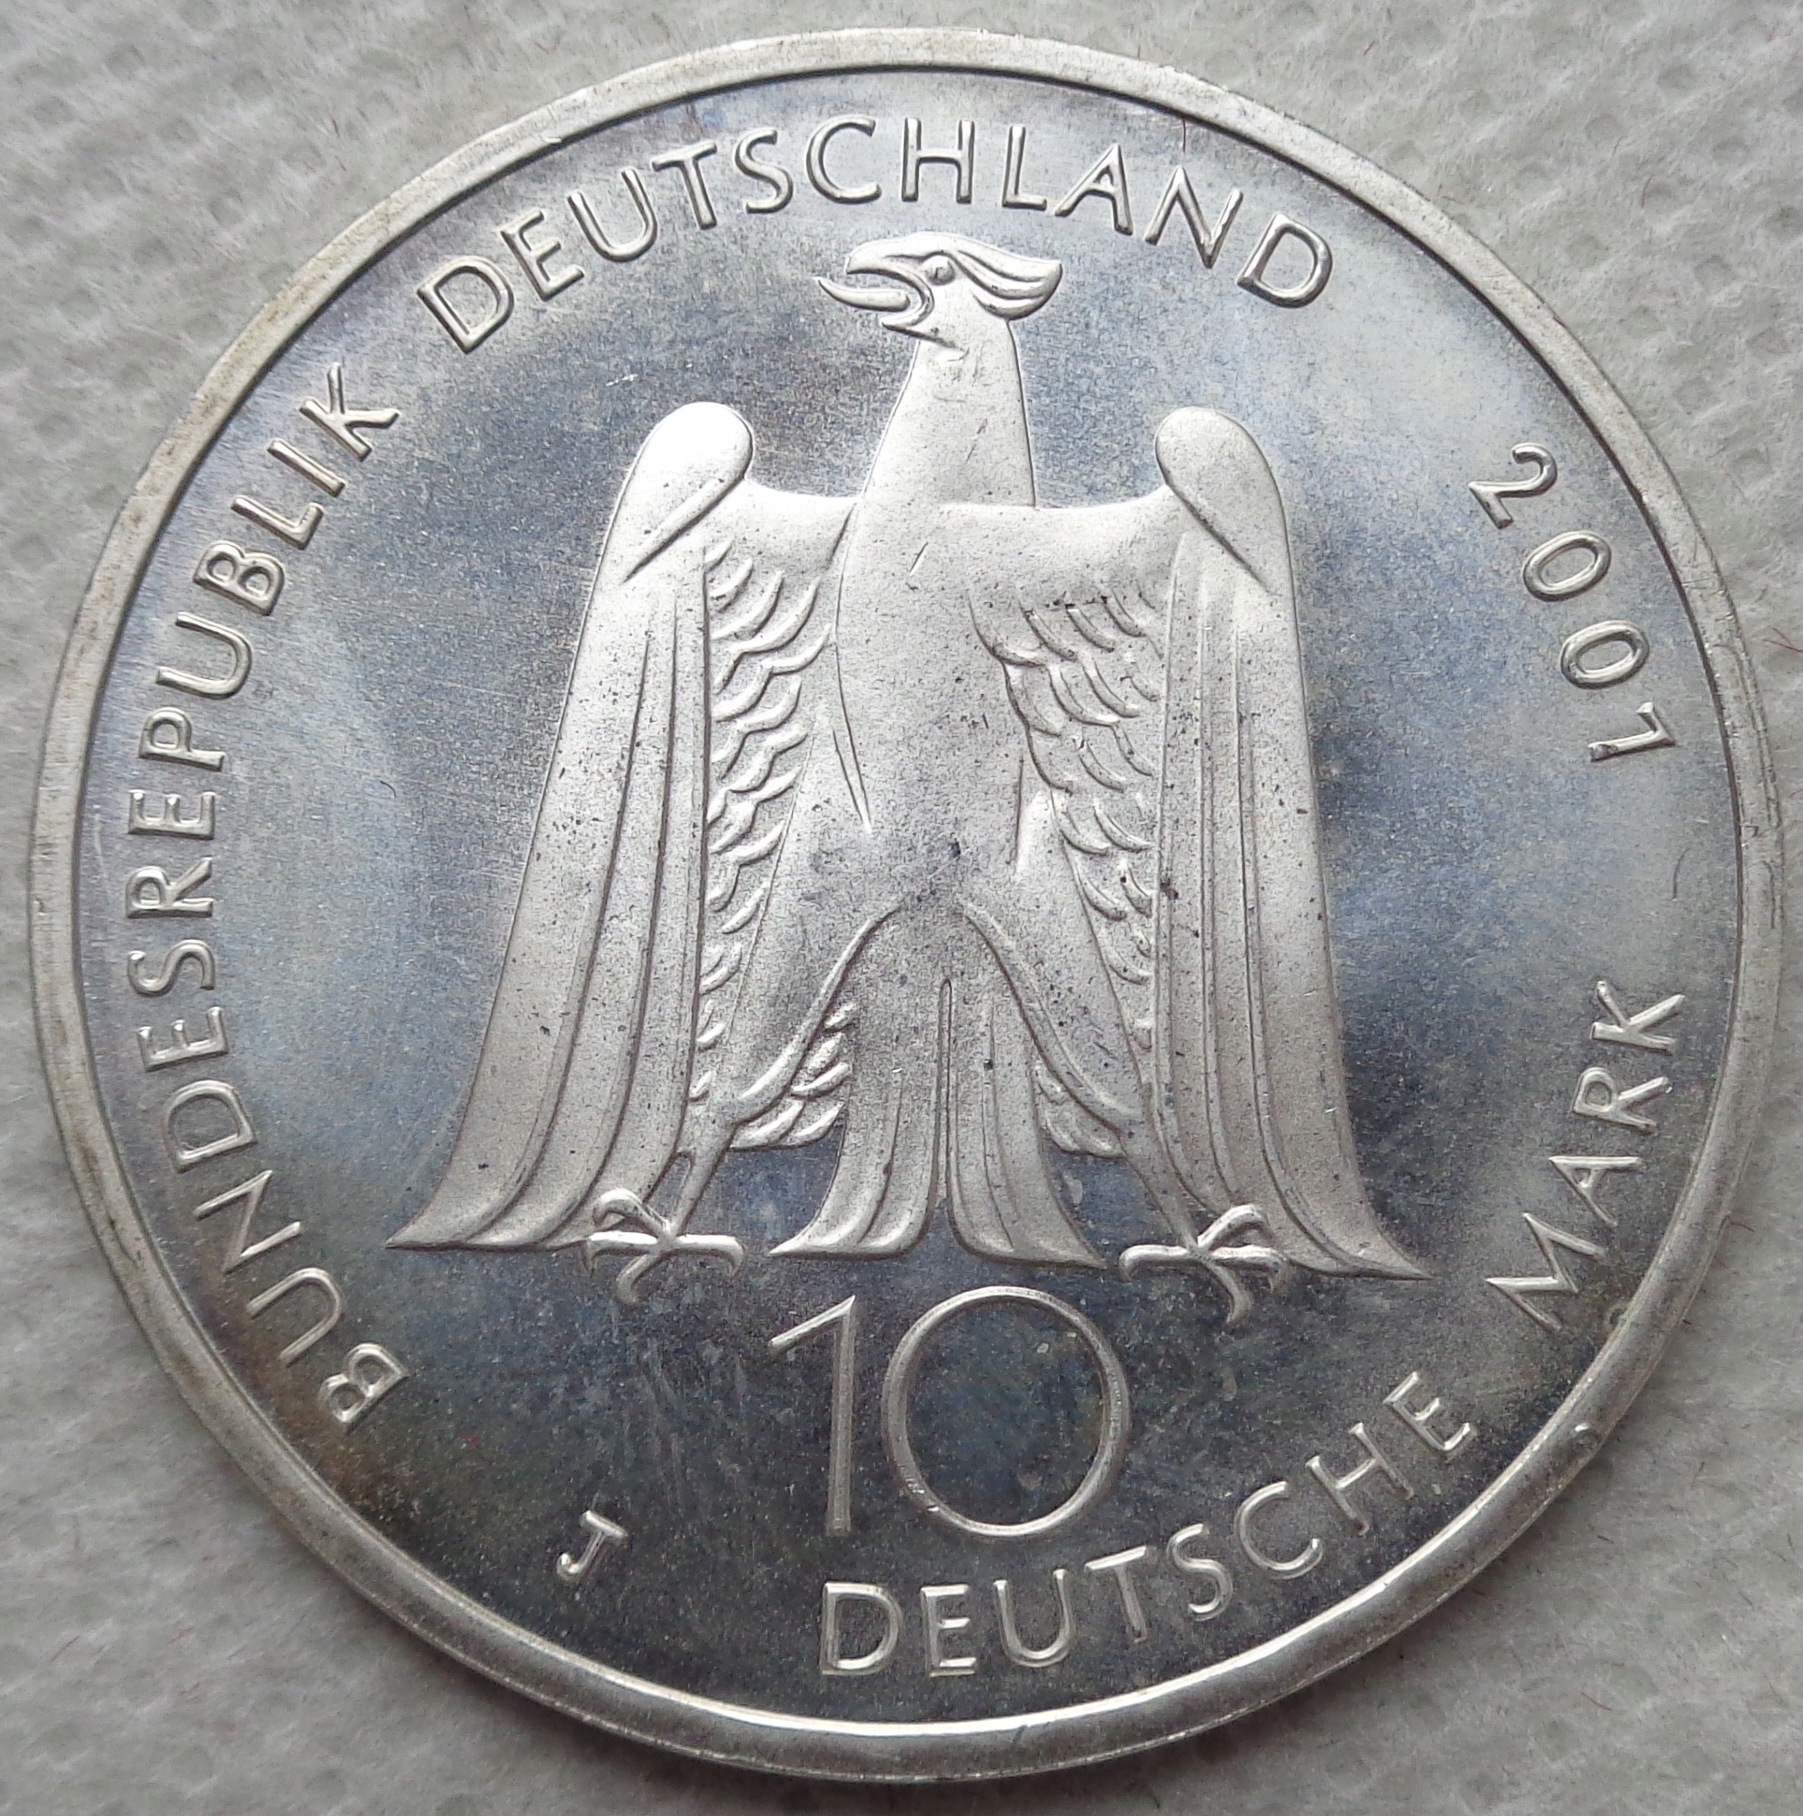 BUNDESREPUBLIK DEUTSCHLAND 2001
10
DEUTSCHE MARK
J